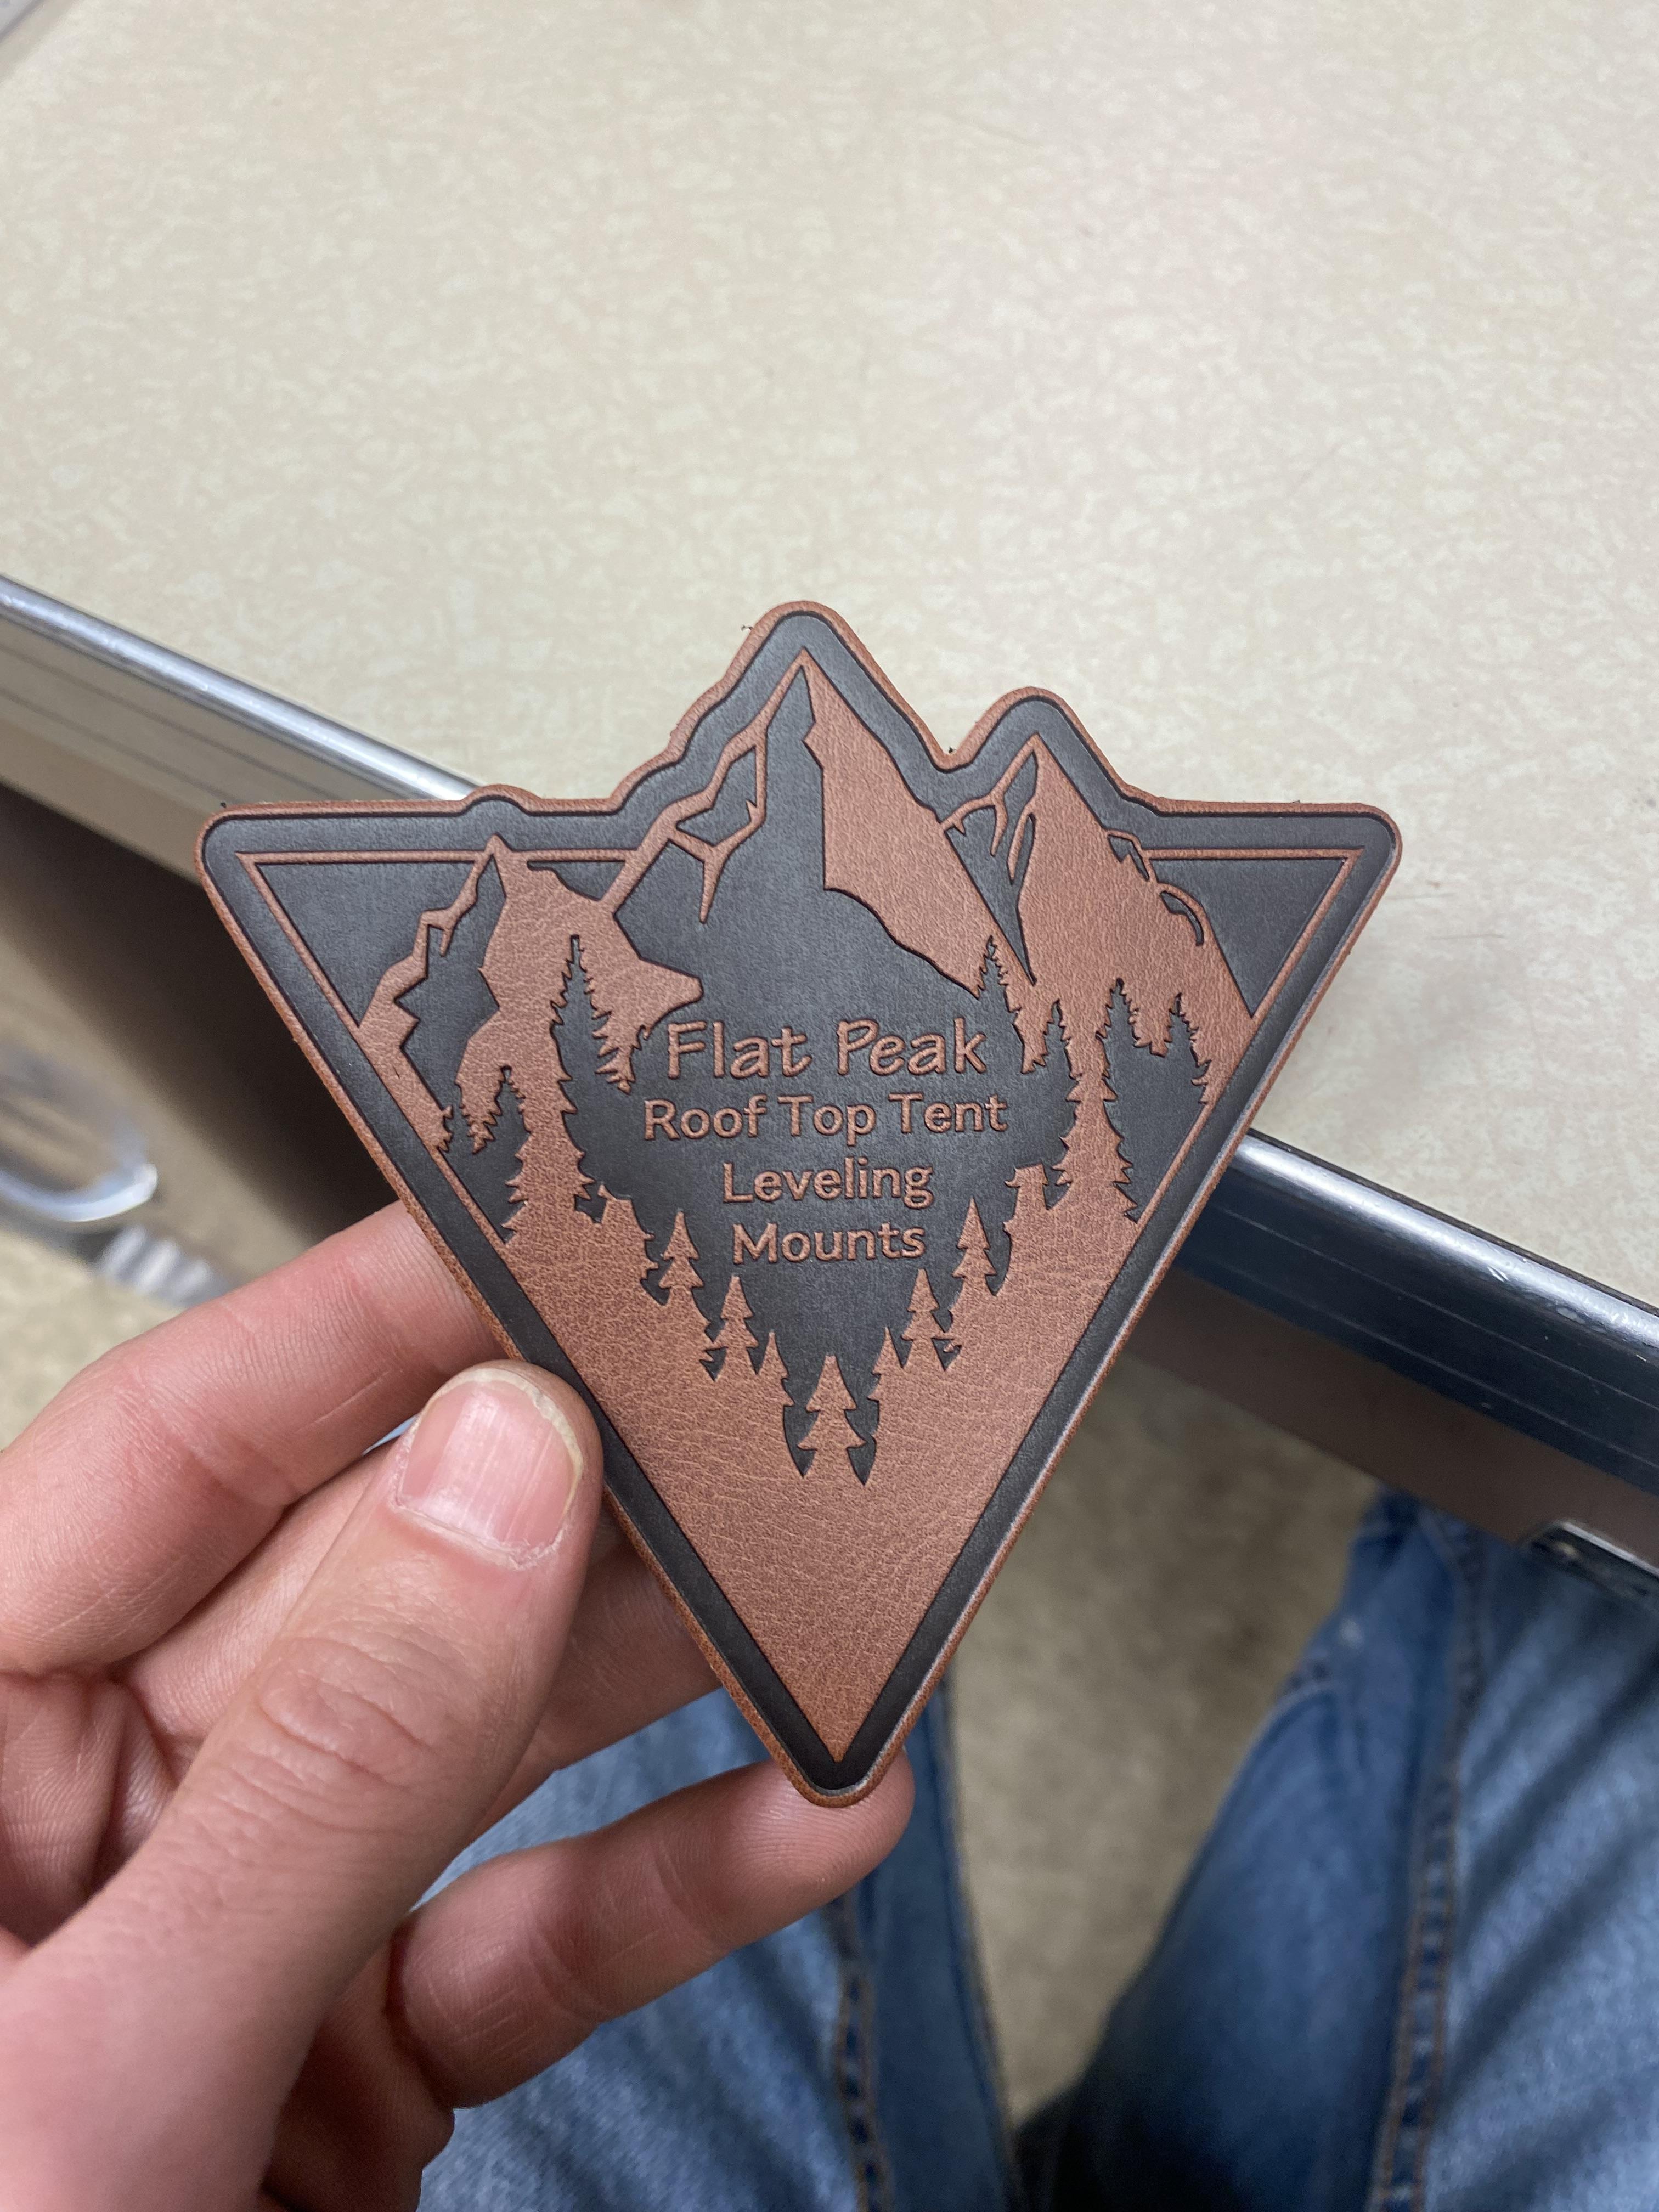 Flat Peak
Roof Top Tent
Leveling
Mounts